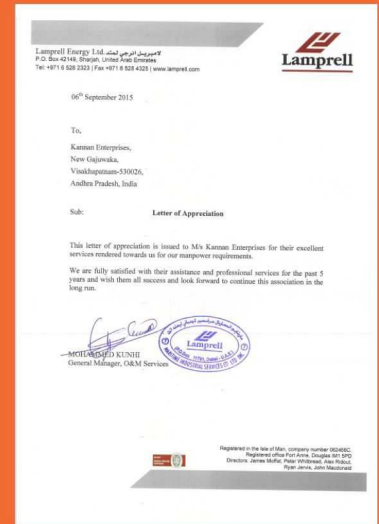 Lamprell Energy Ltd.
P.O. Box 42149, Sharjah, United Arab Emirates
Tel: +971 6 528 2323 | Fax +971 6 528 4325 | www.lamprell.com
Lamprell
06th September 2015
To,
Kannan Enterprises,
New Gajuwaka,
Visakhapatnam-530026,
Andhra Pradesh, India
Sub: Letter of Appreciation
This letter of appreciation is issued to M/s Kannan Enterprises for their excellent
services rendered towards us for our manpower requirements.
We are fully satisfied with their assistance and professional services for the past 5
years and wish them all success and look forward to continue this association in the
long run.
Lamprell
MOHAMMED KUNHI
General Manager, O&M Services
Registered in the Isle of Man, company number 062456C.
Registered office Fort Anne, Douglas IM1 5PD
Directors: James Moffat, Peter Whitbread, Alex Ridout,
Ryan Jervis, John Macdonald